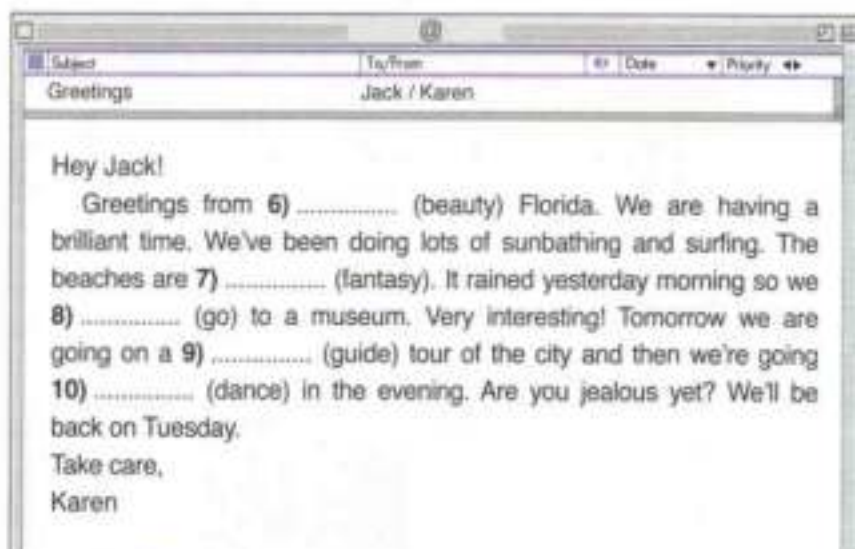 @
Subject To/From Date Priority
Greetings Jack / Karen
Hey Jack!
Greetings from 6) ................ (beauty) Florida. We are having a
brilliant time. We've been doing lots of sunbathing and surfing. The
beaches are 7) ................ (fantasy). It rained yesterday morning so we
8) ................ (go) to a museum. Very interesting! Tomorrow we are
going on a 9) ................ (guide) tour of the city and then we're going
10) ................ (dance) in the evening. Are you jealous yet? We'll be
back on Tuesday.
Take care,
Karen